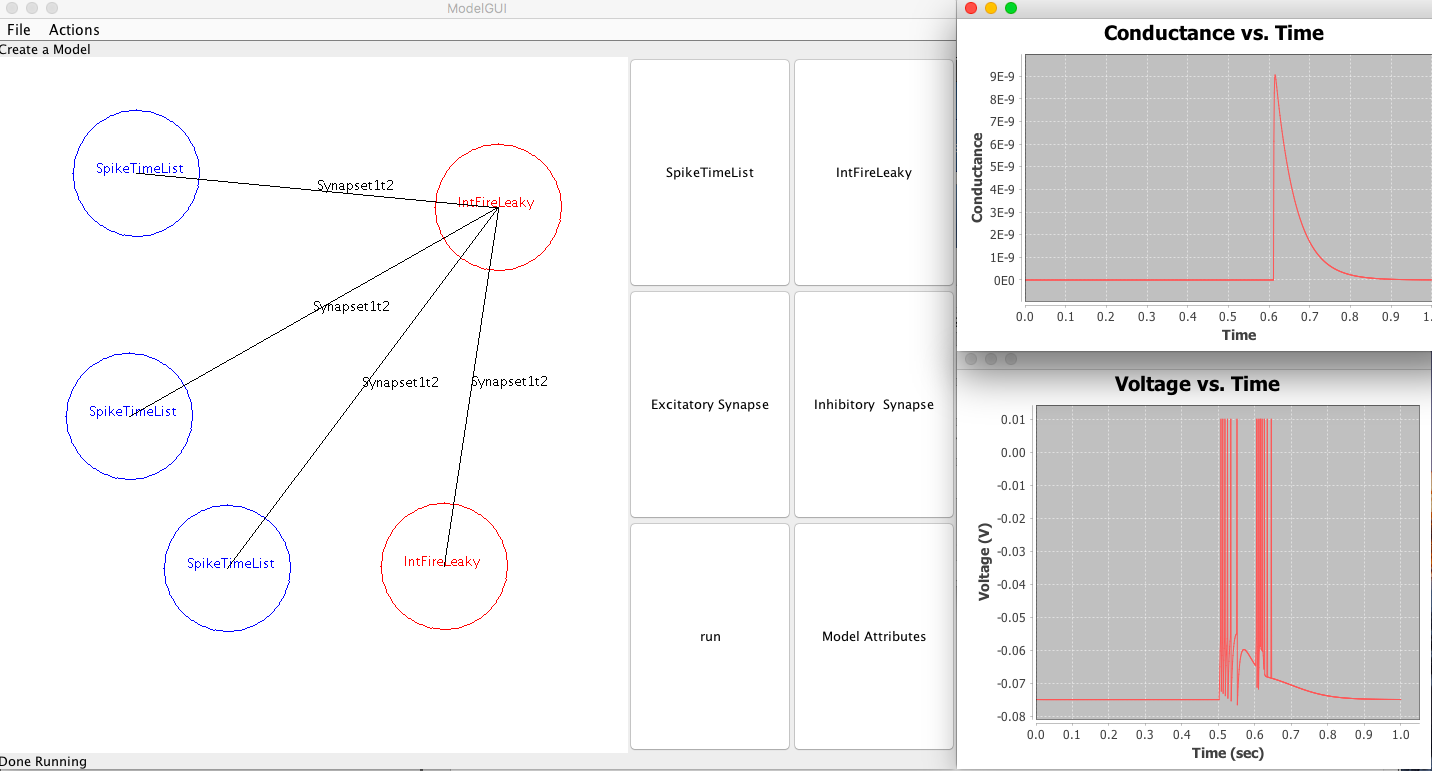 ModelGUI
File Actions
Create a Model
SpikeTimeList
Synapset1t2
IntFireLeaky
Synapset1t2
Synapset1t2
Synapset1t2
SpikeTimeList
SpikeTimeList
IntFireLeaky
SpikeTimeList
IntFireLeaky
Excitatory Synapse
Inhibitory Synapse
run
Model Attributes
Done Running
Conductance vs. Time
Conductance
9E-9
8E-9
7E-9
6E-9
5E-9
4E-9
3E-9
2E-9
1E-9
0E0
0.0 0.1 0.2 0.3 0.4 0.5 0.6 0.7 0.8 0.9 1.
Time
Voltage vs. Time
Voltage (V)
0.01
0.00
-0.01
-0.02
-0.03
-0.04
-0.05
-0.06
-0.07
-0.08
0.0 0.1 0.2 0.3 0.4 0.5 0.6 0.7 0.8 0.9 1.0
Time (sec)